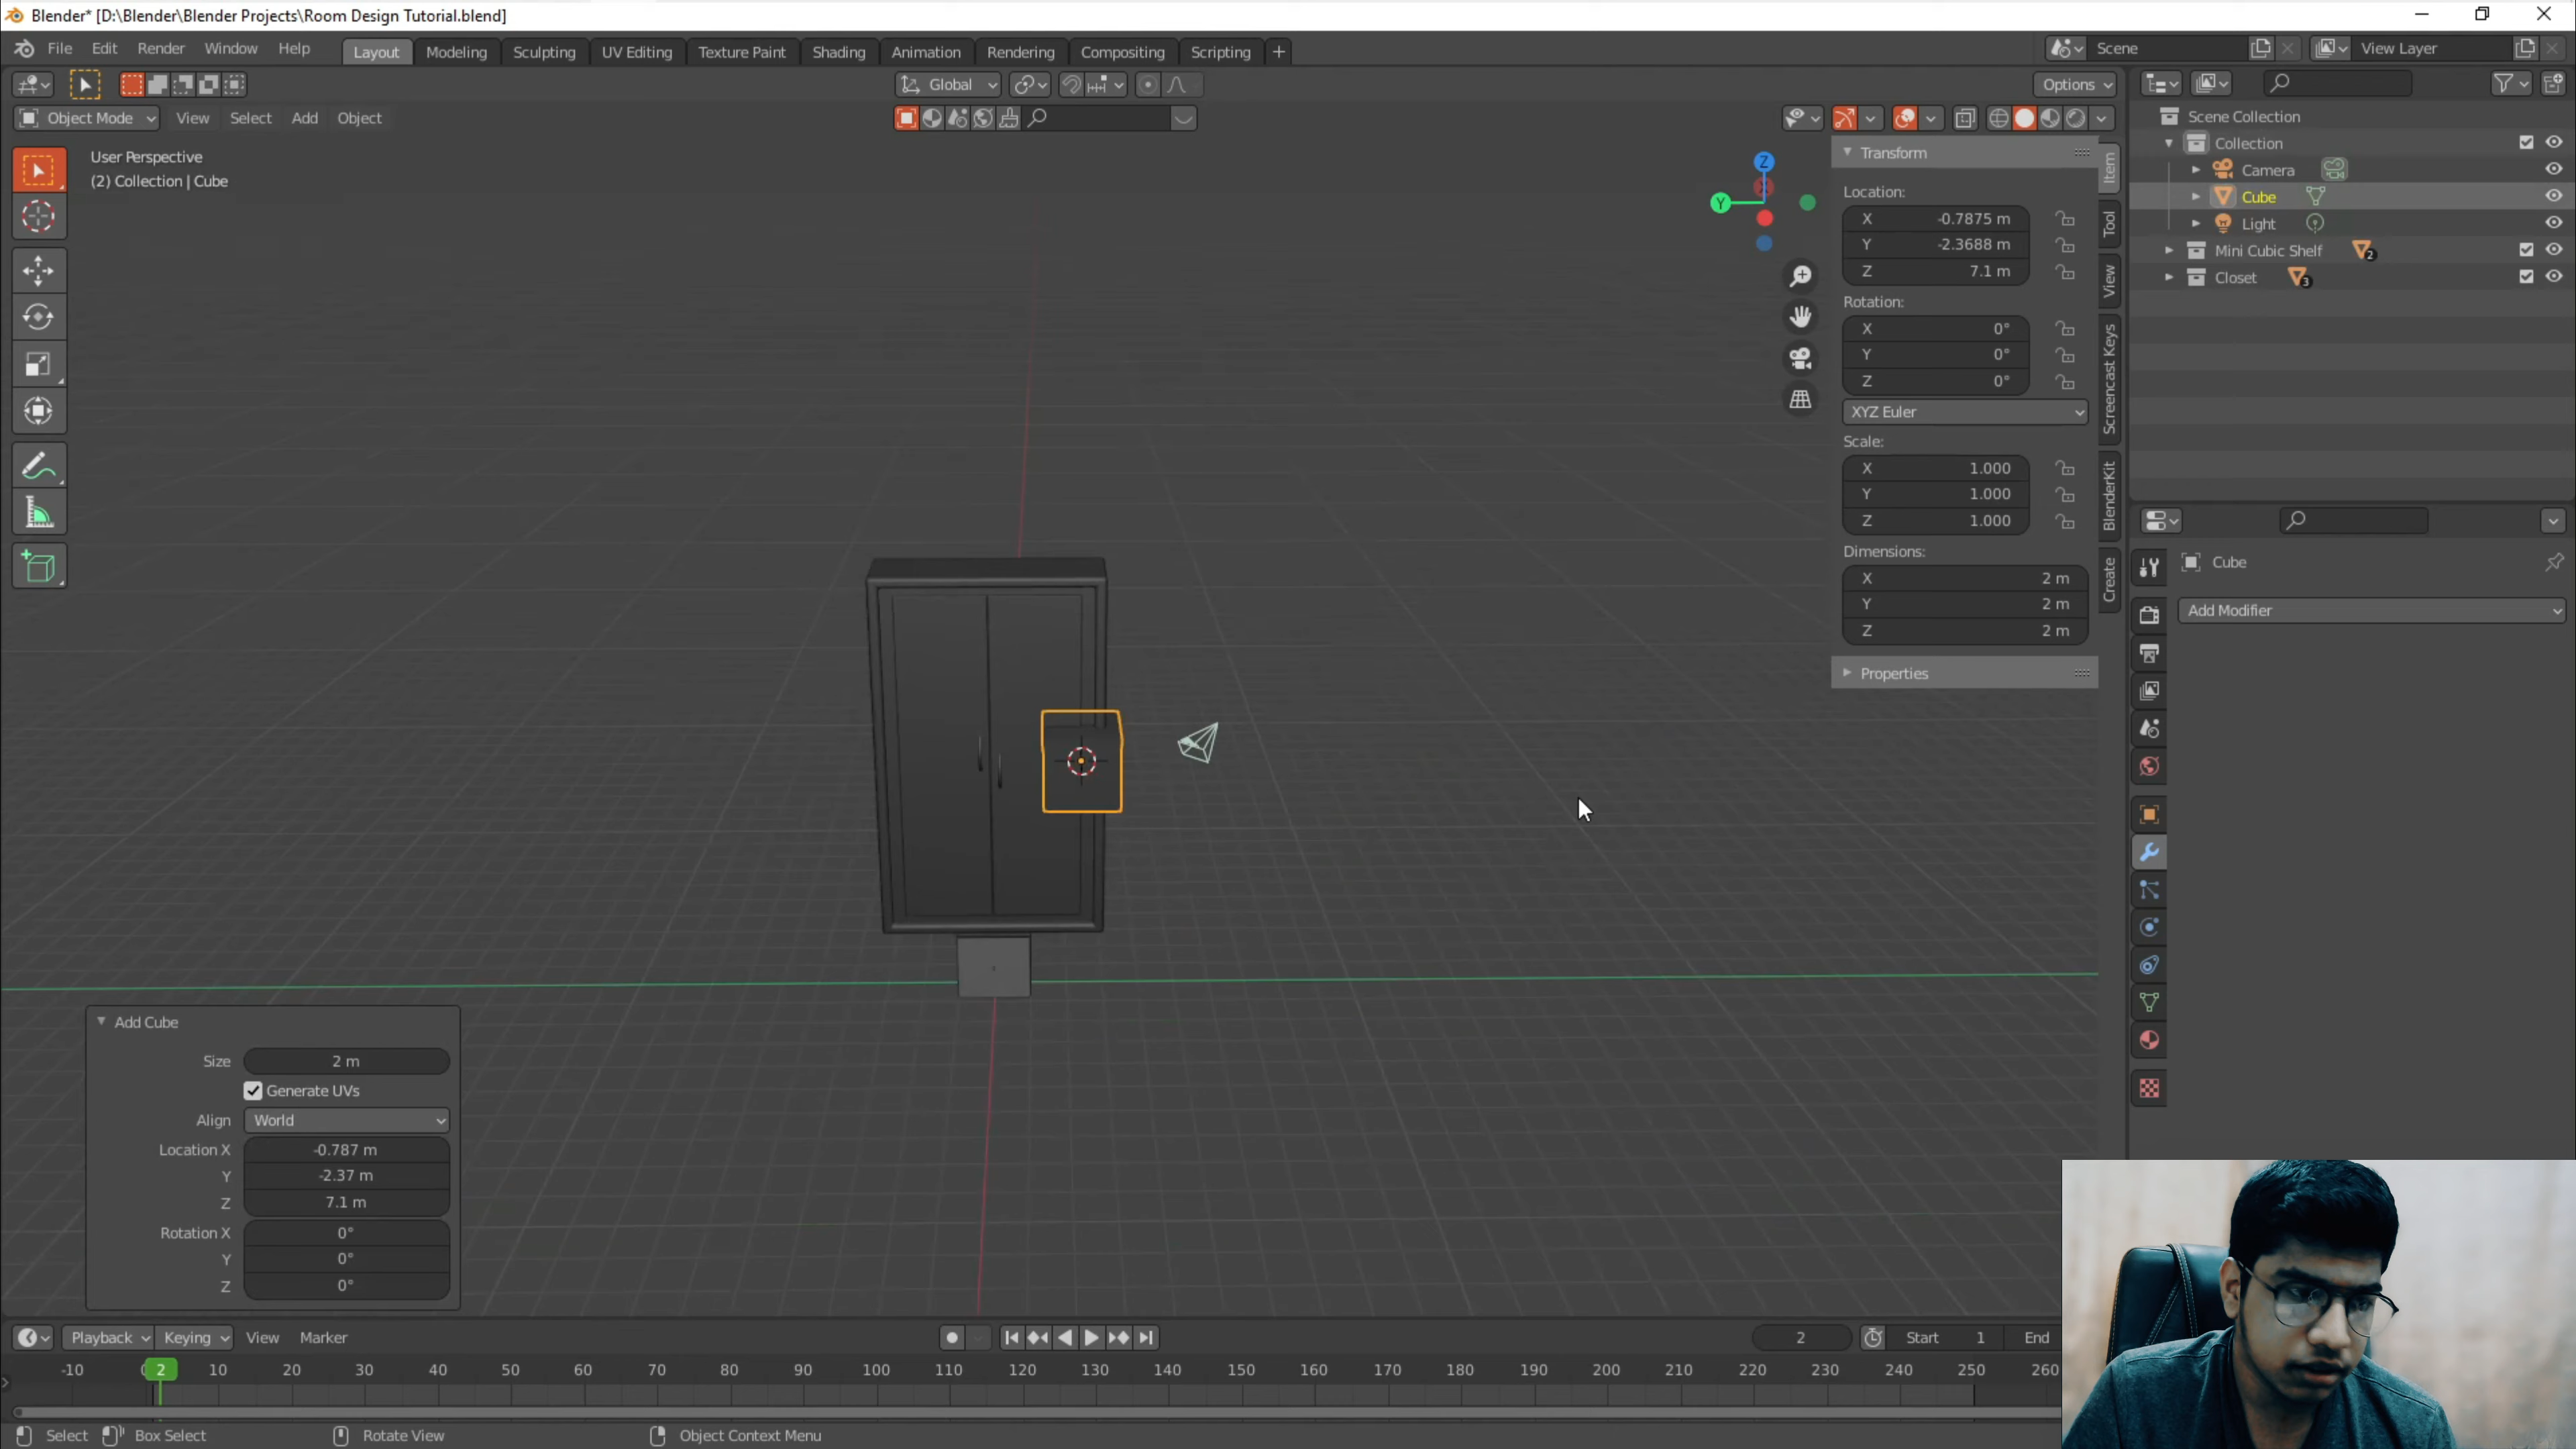 Blender* [D:\Blender\Blender Projects\Room Design Tutorial.blend]
File Edit Render Window Help Layout Modeling Sculpting UV Editing Texture Paint Shading Animation Rendering Compositing Scripting + Scene View Layer
Global Options
Object Mode View Select Add Object
User Perspective
(2) Collection | Cube
Z
Y
Transform
Location:
X -0.7875 m
Y -2.3688 m
Z 7.1 m
Rotation:
X 0°
Y 0°
Z 0°
XYZ Euler
Scale:
X 1.000
Y 1.000
Z 1.000
Dimensions:
X 2 m
Y 2 m
Z 2 m
Properties
Item
Tool
View
Screencast Keys
BlenderKit
Create
Scene Collection
Collection
Camera
Cube
Light
Mini Cubic Shelf 2
Closet 3
Cube
Add Modifier
Add Cube
Size 2 m
Generate UVs
Align World
Location X -0.787 m
Y -2.37 m
Z 7.1 m
Rotation X 0°
Y 0°
Z 0°
Playback Keying View Marker 2 Start 1 End
-10 0 2 10 20 30 40 50 60 70 80 90 100 110 120 130 140 150 160 170 180 190 200 210 220 230 240 250 260
Select Box Select Rotate View Object Context Menu